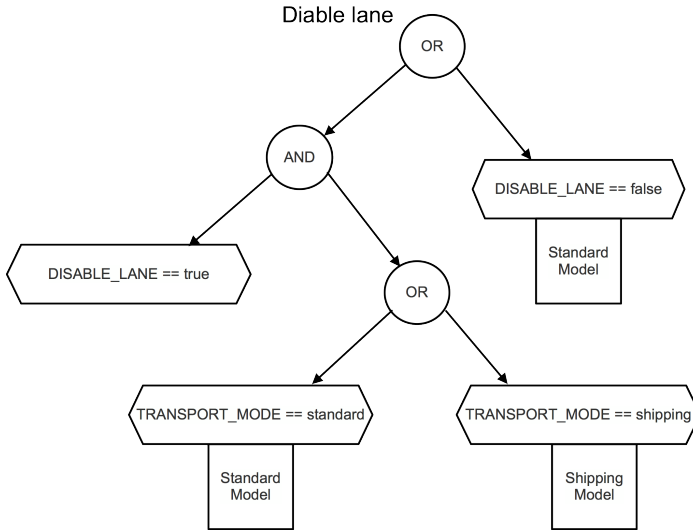 Diable lane
OR
AND
DISABLE_LANE == false
Standard
Model
DISABLE_LANE == true
OR
TRANSPORT_MODE == standard
TRANSPORT_MODE == shipping
Standard
Model
Shipping
Model